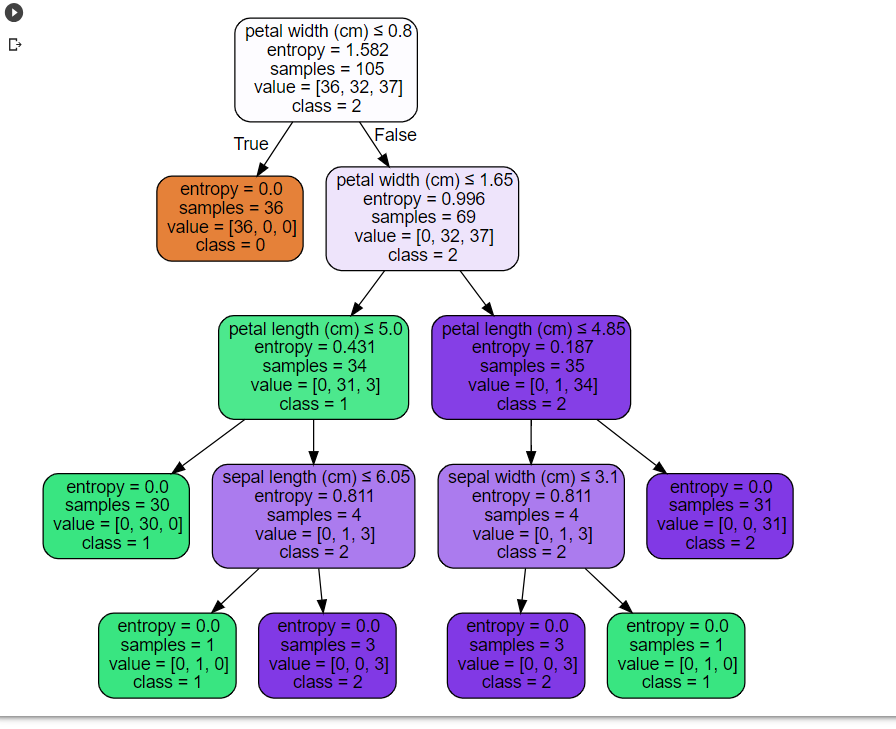 petal width (cm) ≤ 0.8
entropy = 1.582
samples = 105
value = [36, 32, 37]
class = 2
True
False
entropy = 0.0
samples = 36
value = [36, 0, 0]
class = 0
petal width (cm) ≤ 1.65
entropy = 0.996
samples = 69
value = [0, 32, 37]
class = 2
petal length (cm) ≤ 5.0
entropy = 0.431
samples = 34
value = [0, 31, 3]
class = 1
petal length (cm) ≤ 4.85
entropy = 0.187
samples = 35
value = [0, 1, 34]
class = 2
entropy = 0.0
samples = 30
value = [0, 30, 0]
class = 1
sepal length (cm) ≤ 6.05
entropy = 0.811
samples = 4
value = [0, 1, 3]
class = 2
sepal width (cm) ≤ 3.1
entropy = 0.811
samples = 4
value = [0, 1, 3]
class = 2
entropy = 0.0
samples = 31
value = [0, 0, 31]
class = 2
entropy = 0.0
samples = 1
value = [0, 1, 0]
class = 1
entropy = 0.0
samples = 3
value = [0, 0, 3]
class = 2
entropy = 0.0
samples = 3
value = [0, 0, 3]
class = 2
entropy = 0.0
samples = 1
value = [0, 1, 0]
class = 1